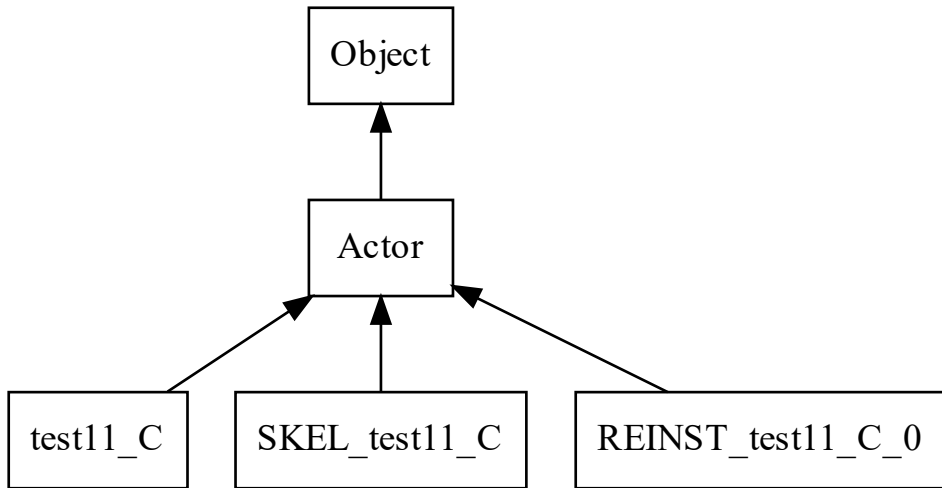 Object
Actor
test11_C
SKEL_test11_C
REINST_test11_C_0